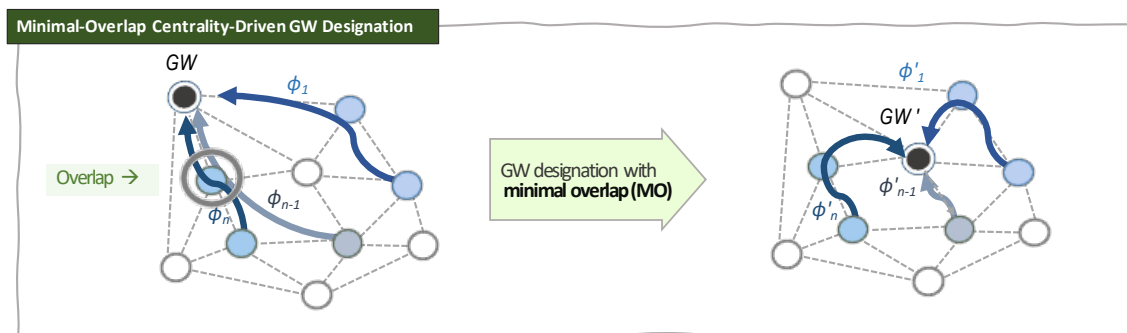 Minimal-Overlap Centrality-Driven GW Designation
GW
ϕ1
Overlap →
ϕn
ϕn-1
GW designation with
minimal overlap (MO)
ϕ'1
GW '
ϕ'n-1
ϕ'n